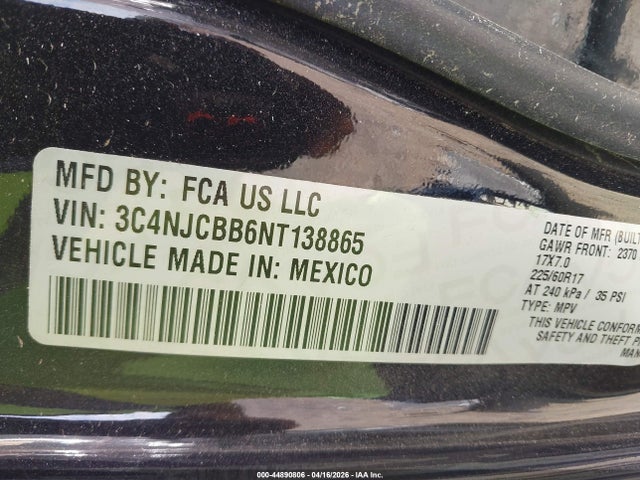 MFD BY: FCA US LLC
VIN: 3C4NJCBB6NT138865
VEHICLE MADE IN: MEXICO
DATE OF MFR (BUILT
GAWR FRONT: 2370
17X7.0
225/60R17
AT 240 kPa / 35 PSI
TYPE: MPV
THIS VEHICLE CONFORM
SAFETY AND THEFT
000-44890806 - 04/16/2026 - IAA Inc.